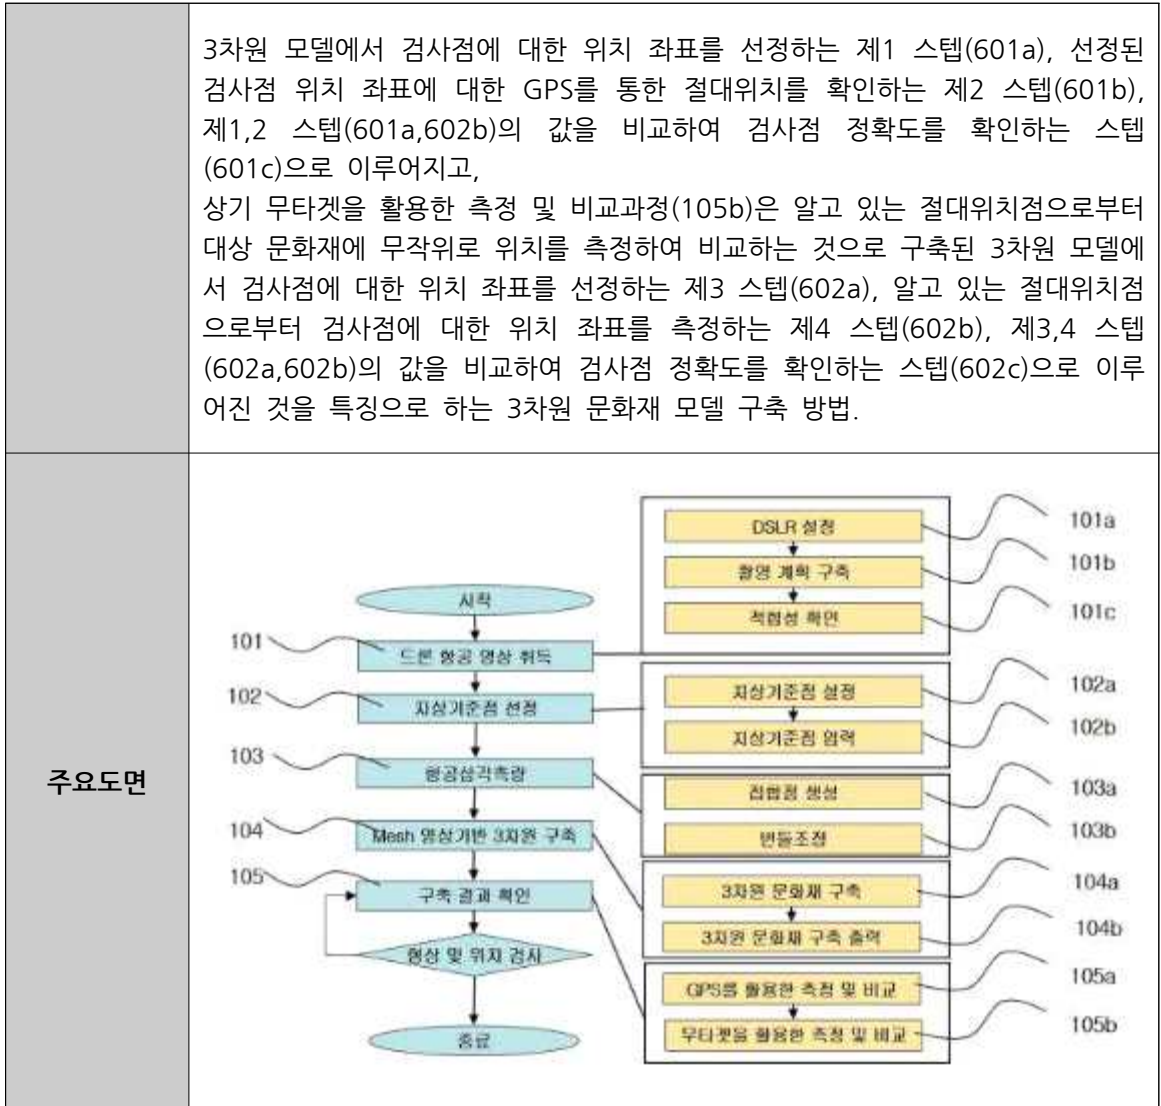 3차원 모델에서 검사점에 대한 위치 좌표를 선정하는 제1 스텝(601a), 선정된
검사점 위치 좌표에 대한 GPS를 통한 절대위치를 확인하는 제2 스텝(601b),
제1,2 스텝(601a,602b)의 값을 비교하여 검사점 정확도를 확인하는 스텝
(601c)으로 이루어지고,
상기 무타겟을 활용한 측정 및 비교과정(105b)은 알고 있는 절대위치점으로부터
대상 문화재에 무작위로 위치를 측정하여 비교하는 것으로 구축된 3차원 모델에
서 검사점에 대한 위치 좌표를 선정하는 제3 스텝(602a), 알고 있는 절대위치점
으로부터 검사점에 대한 위치 좌표를 측정하는 제4 스텝(602b), 제3,4 스텝
(602a,602b)의 값을 비교하여 검사점 정확도를 확인하는 스텝(602c)으로 이루
어진 것을 특징으로 하는 3차원 문화재 모델 구축 방법.
주요도면
시작
101
드론 항공 영상 취득
102
지상기준점 선정
103
항공삼각측량
104
Mesh 영상기반 3차원 구축
105
구축 결과 확인
형상 및 위치 검사
종료
DSLR 설정
101a
촬영 계획 구축
101b
적합성 확인
101c
지상기준점 설정
102a
지상기준점 입력
102b
접합점 생성
103a
번들조정
103b
3차원 문화재 구축
104a
3차원 문화재 구축 출력
104b
GPS를 활용한 측정 및 비교
105a
무타겟을 활용한 측정 및 비교
105b